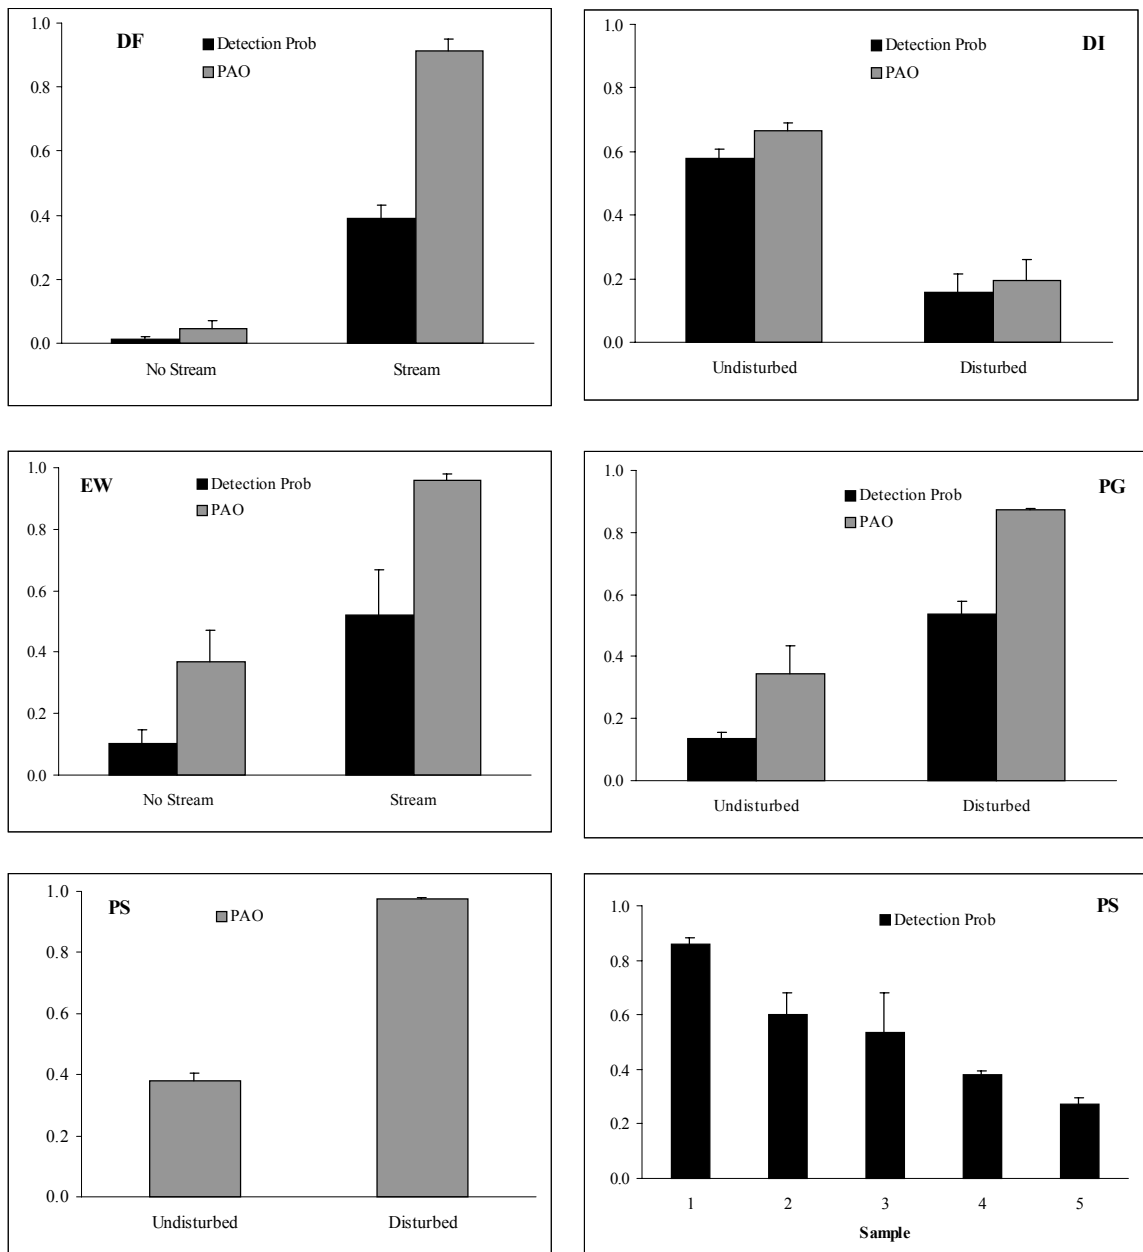 DF
Detection Prob
PAO
1.0
0.8
0.6
0.4
0.2
0.0
No Stream
Stream
DI
Detection Prob
PAO
1.0
0.8
0.6
0.4
0.2
0.0
Undisturbed
Disturbed
EW
Detection Prob
PAO
1.0
0.8
0.6
0.4
0.2
0.0
No Stream
Stream
PG
Detection Prob
PAO
1.0
0.8
0.6
0.4
0.2
0.0
Undisturbed
Disturbed
PS
PAO
1.0
0.8
0.6
0.4
0.2
0.0
Undisturbed
Disturbed
PS
Detection Prob
1.0
0.8
0.6
0.4
0.2
0.0
1 2 3 4 5
Sample